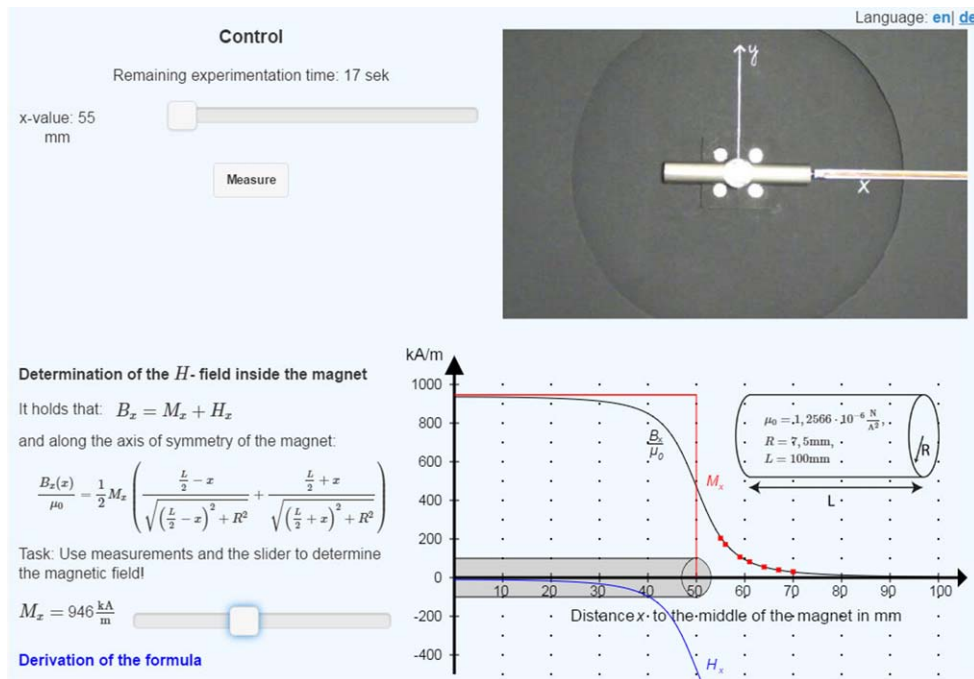 Language: en| de
Control
Remaining experimentation time: 17 sek
x-value: 55
mm
Measure
y
x
Determination of the H- field inside the magnet
It holds that: Bₓ = Mₓ + Hₓ
and along the axis of symmetry of the magnet:
Bₓ(x)/μ₀ = 1/2 Mₓ ( (L/2 − x)/√((L/2 − x)² + R²) + (L/2 + x)/√((L/2 + x)² + R²) )
Task: Use measurements and the slider to determine
the magnetic field!
Mₓ = 946 kA/m
Derivation of the formula
kA/m
1000
800
600
400
200
0
-200
-400
10 20 30 40 50 60 70 80 90 100
Distance x to the middle of the magnet in mm
Bₓ/μ₀
Mₓ
Hₓ
μ₀ = 1, 2566 · 10⁻⁶ N/A²,
R = 7, 5mm,
L = 100mm
R
L